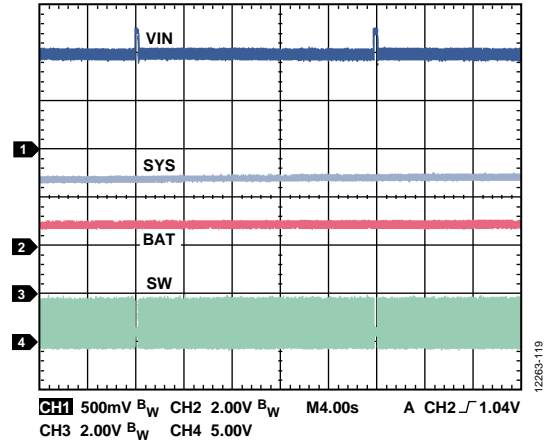 VIN
1
SYS
BAT
2
SW
3
4
12263-119
CH1 500mV BW CH2 2.00V BW M4.00s A CH2 1.04V
CH3 2.00V BW CH4 5.00V